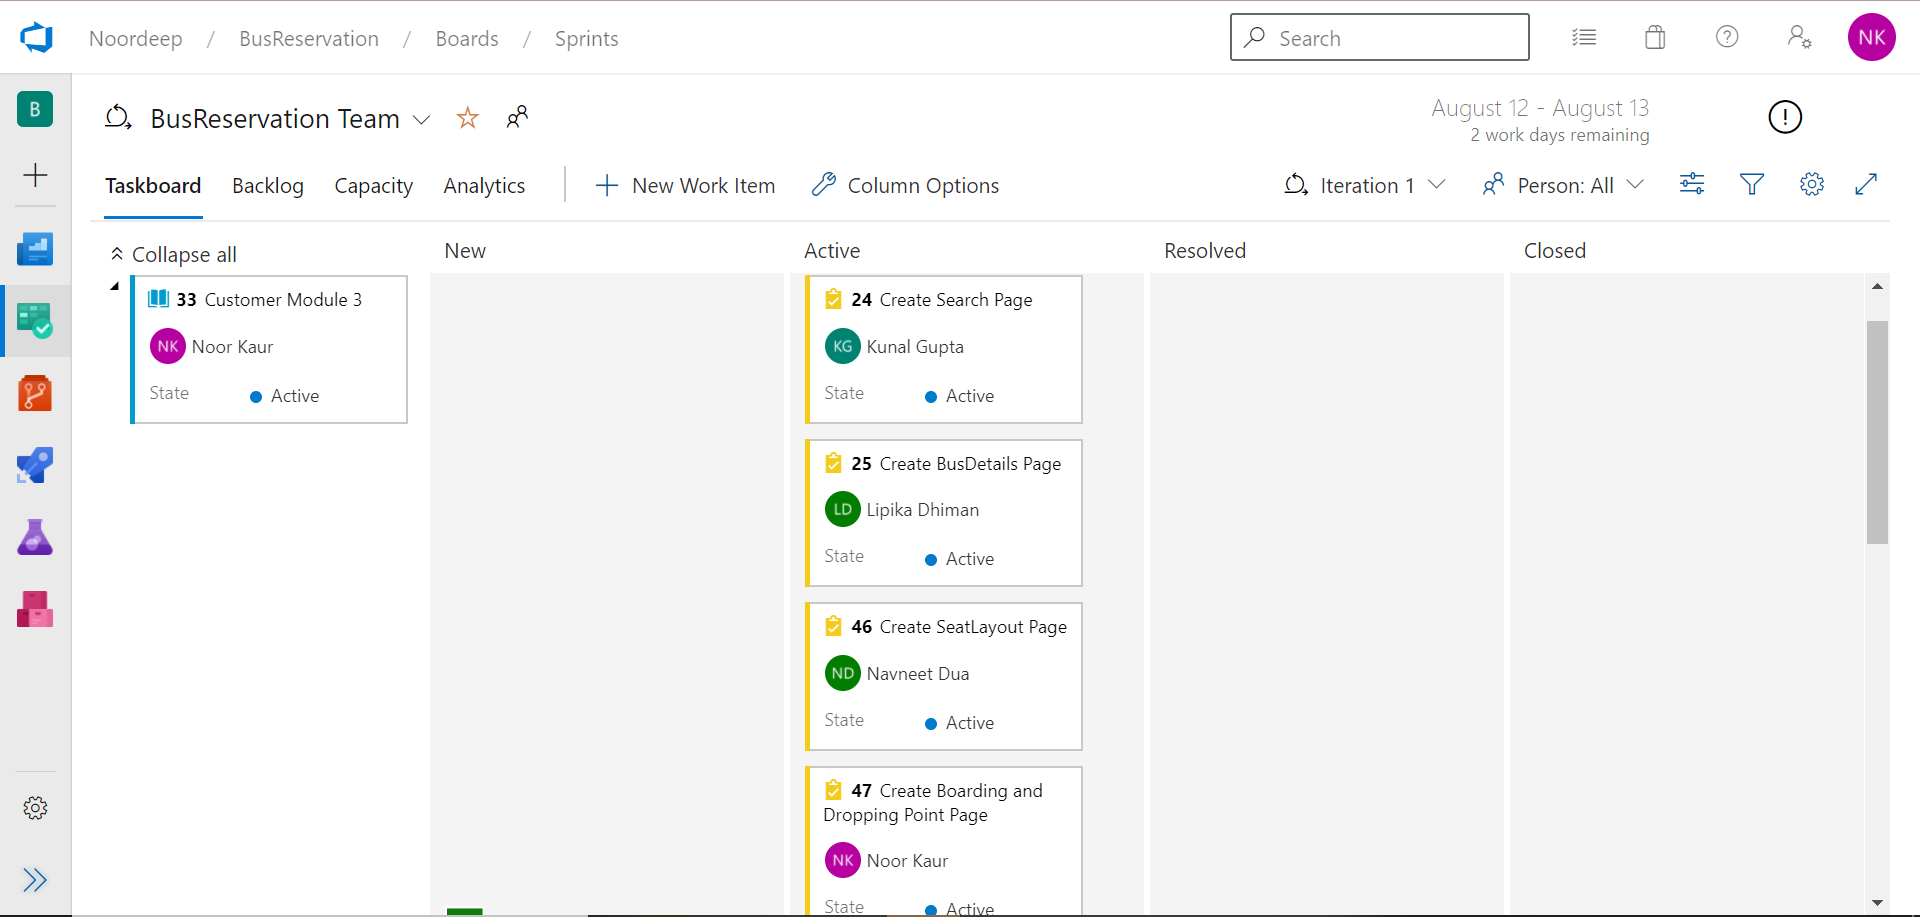 Noordeep / BusReservation / Boards / Sprints
Search
NK
B
BusReservation Team
August 12 - August 13
2 work days remaining
Taskboard Backlog Capacity Analytics New Work Item Column Options Iteration 1 Person: All
Collapse all New Active Resolved Closed
33 Customer Module 3
NK Noor Kaur
State Active
24 Create Search Page
KG Kunal Gupta
State Active
25 Create BusDetails Page
LD Lipika Dhiman
State Active
46 Create SeatLayout Page
ND Navneet Dua
State Active
47 Create Boarding and
Dropping Point Page
NK Noor Kaur
State Active